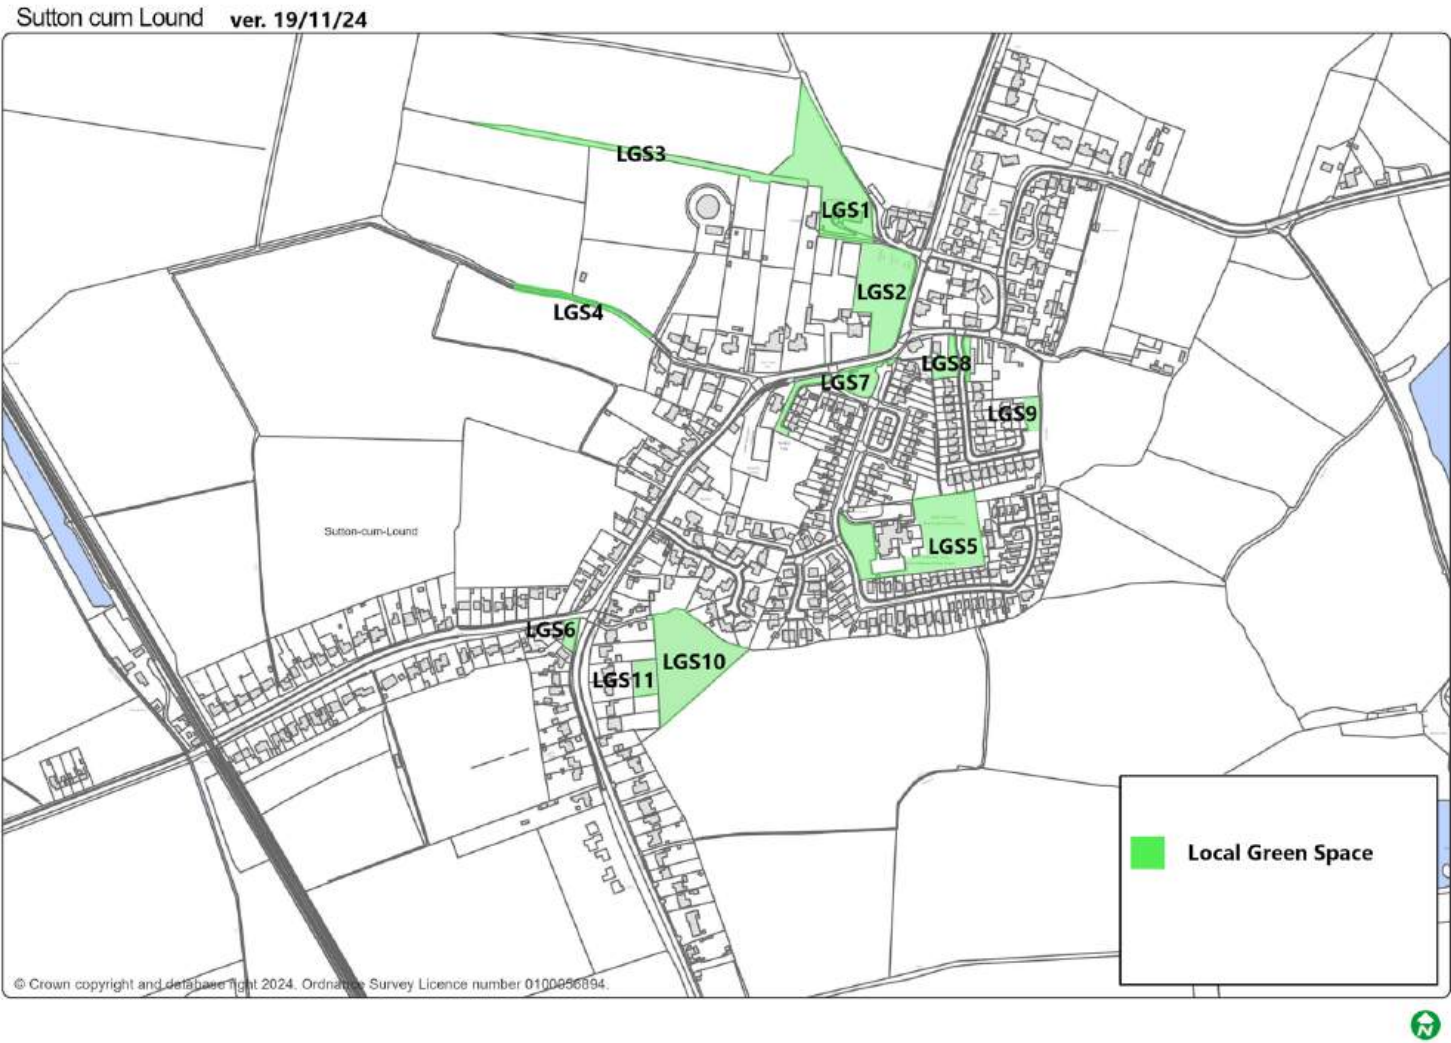 Sutton cum Lound ver. 19/11/24
LGS3
LGS1
LGS2
LGS4
LGS8
LGS7
LGS9
Sutton-cum-Lound
LGS5
LGS6
LGS10
LGS11
Local Green Space
© Crown copyright and database right 2024. Ordnance Survey Licence number 0100056894.
N